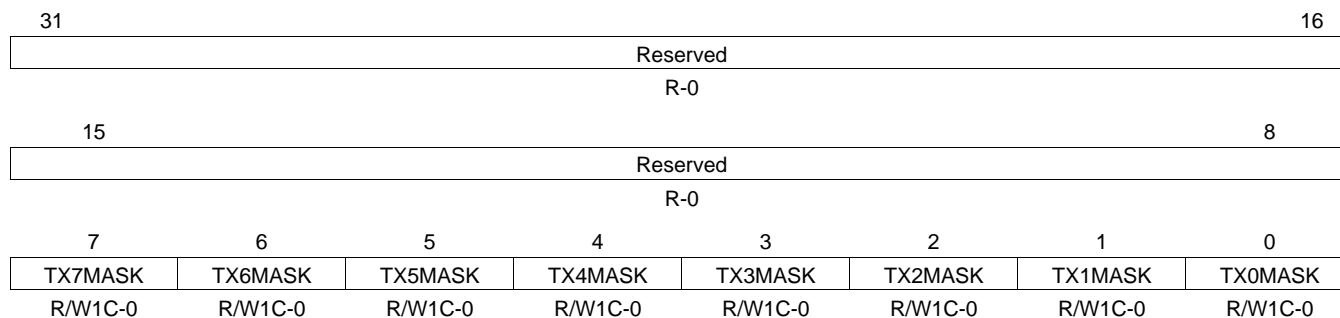 31 16
Reserved
R-0
15 8
Reserved
R-0
7 6 5 4 3 2 1 0
TX7MASK TX6MASK TX5MASK TX4MASK TX3MASK TX2MASK TX1MASK TX0MASK
R/W1C-0 R/W1C-0 R/W1C-0 R/W1C-0 R/W1C-0 R/W1C-0 R/W1C-0 R/W1C-0